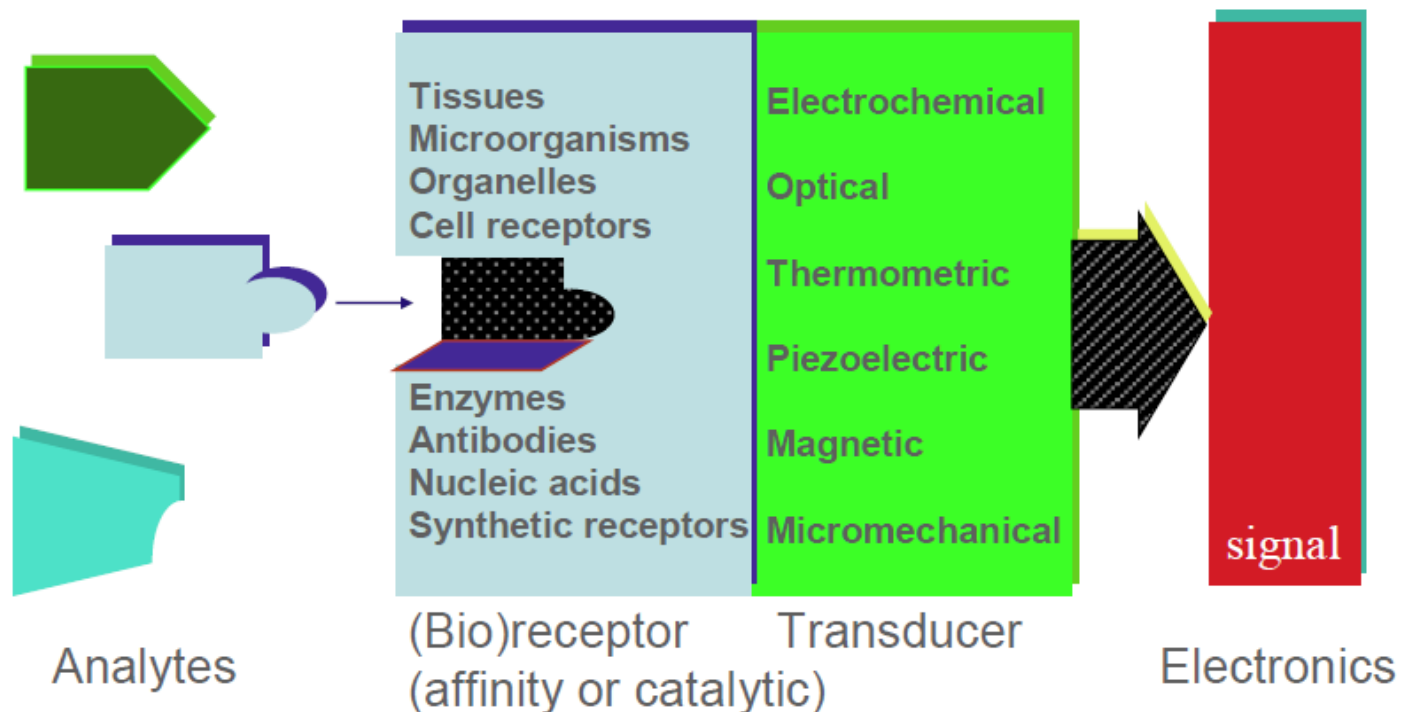 Tissues
Microorganisms
Organelles
Cell receptors
Enzymes
Antibodies
Nucleic acids
Synthetic receptors
Electrochemical
Optical
Thermometric
Piezoelectric
Magnetic
Micromechanical
signal
Analytes
(Bio)receptor
(affinity or catalytic)
Transducer
Electronics